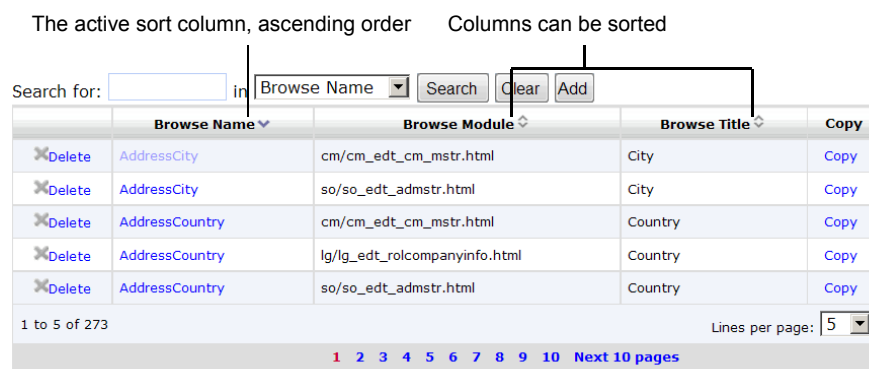 The active sort column, ascending order Columns can be sorted
Search for: in Browse Name Search Clear Add
Browse Name Browse Module Browse Title Copy
Delete AddressCity cm/cm_edt_cm_mstr.html City Copy
Delete AddressCity so/so_edt_admstr.html City Copy
Delete AddressCountry cm/cm_edt_cm_mstr.html Country Copy
Delete AddressCountry lg/lg_edt_rolcompanyinfo.html Country Copy
Delete AddressCountry so/so_edt_admstr.html Country Copy
1 to 5 of 273 Lines per page: 5
1 2 3 4 5 6 7 8 9 10 Next 10 pages